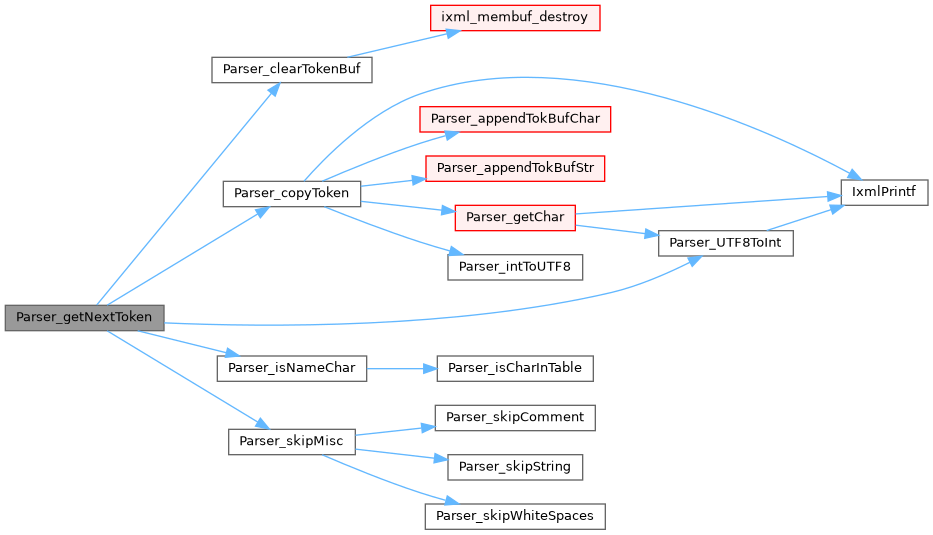 ixml_membuf_destroy
Parser_clearTokenBuf
Parser_appendTokBufChar
Parser_appendTokBufStr
Parser_copyToken
IxmlPrintf
Parser_getChar
Parser_UTF8ToInt
Parser_intToUTF8
Parser_getNextToken
Parser_isNameChar
Parser_isCharInTable
Parser_skipComment
Parser_skipMisc
Parser_skipString
Parser_skipWhiteSpaces